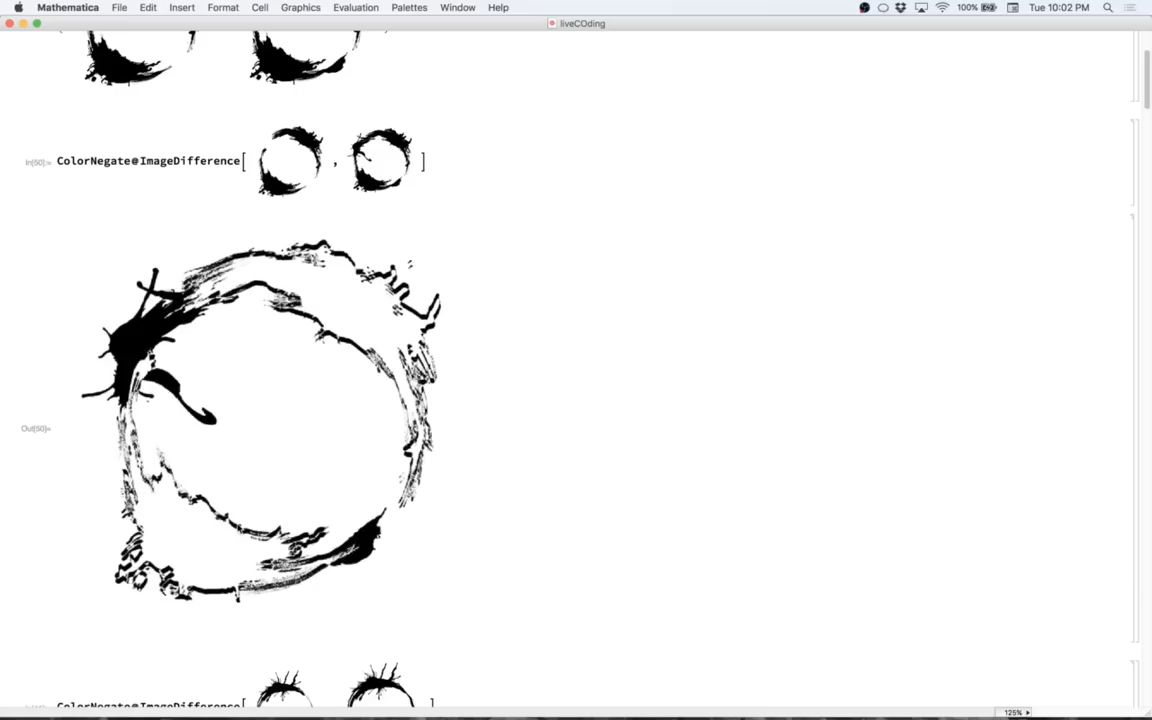 Mathematica File Edit Insert Format Cell Graphics Evaluation Palettes Window Help 100% Tue 10:02 PM
liveCOding
In[50]:= ColorNegate@ImageDifference[ , ]
Out[50]=
ColorNegate@ImageDifference[ , ]
125%